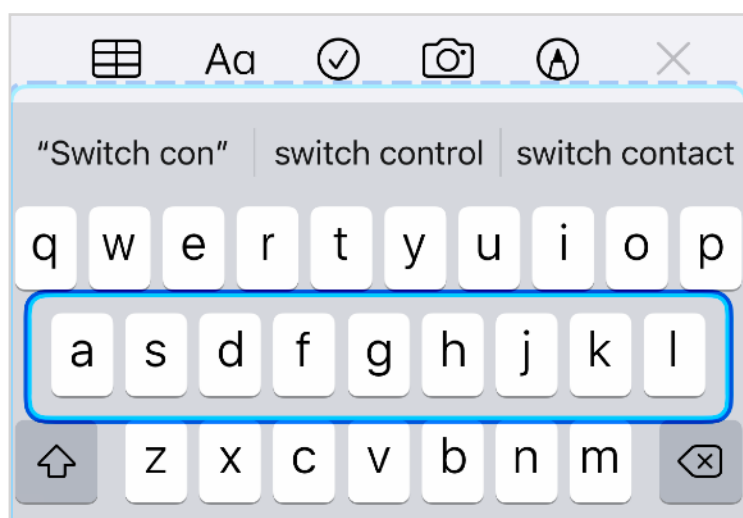 Aa
“Switch con” switch control switch contact
q w e r t y u i o p
a s d f g h j k l
z x c v b n m